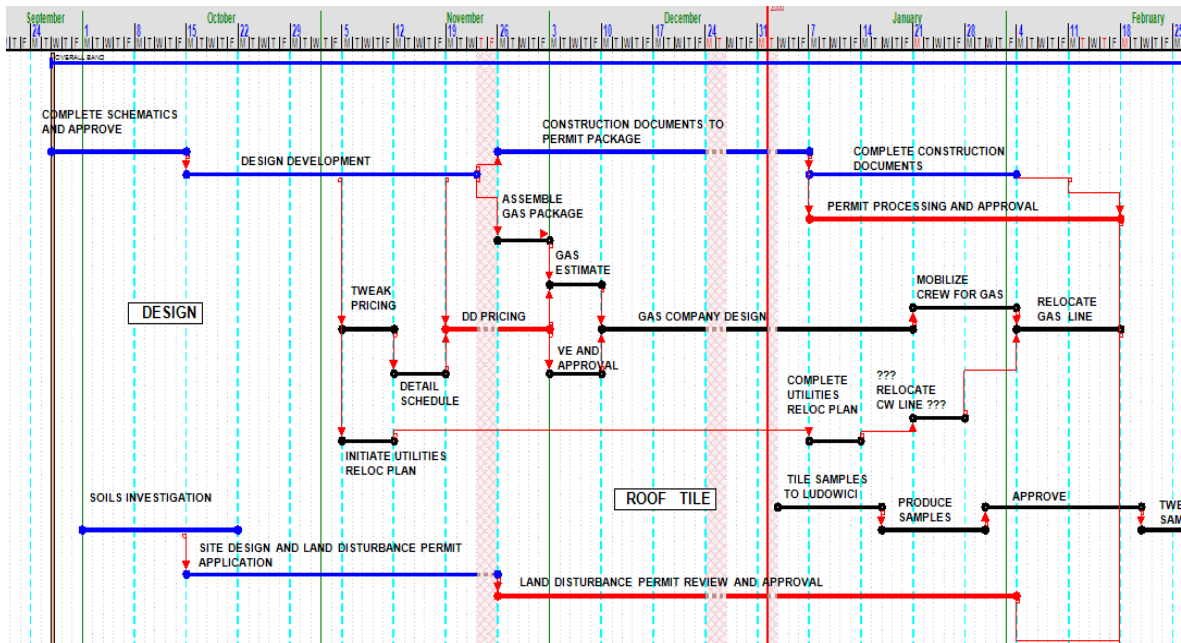 September October November December 2000 January February
24 1 8 15 22 29 5 12 19 26 3 10 17 24 31 7 14 21 28 4 11 18 25
OVERALL BAND
COMPLETE SCHEMATICS
AND APPROVE
CONSTRUCTION DOCUMENTS TO
PERMIT PACKAGE
DESIGN DEVELOPMENT
COMPLETE CONSTRUCTION
DOCUMENTS
ASSEMBLE
GAS PACKAGE
PERMIT PROCESSING AND APPROVAL
GAS
ESTIMATE
TWEAK
PRICING
MOBILIZE
CREW FOR GAS
RELOCATE
GAS LINE
DESIGN
DD PRICING
GAS COMPANY DESIGN
VE AND
APPROVAL
DETAIL
SCHEDULE
COMPLETE
UTILITIES
RELOC PLAN
???
RELOCATE
CW LINE ???
INITIATE UTILITIES
RELOC PLAN
SOILS INVESTIGATION
ROOF TILE
TILE SAMPLES
TO LUDOWICI
PRODUCE
SAMPLES
APPROVE
TWE
SAM
SITE DESIGN AND LAND DISTURBANCE PERMIT
APPLICATION
LAND DISTURBANCE PERMIT REVIEW AND APPROVAL